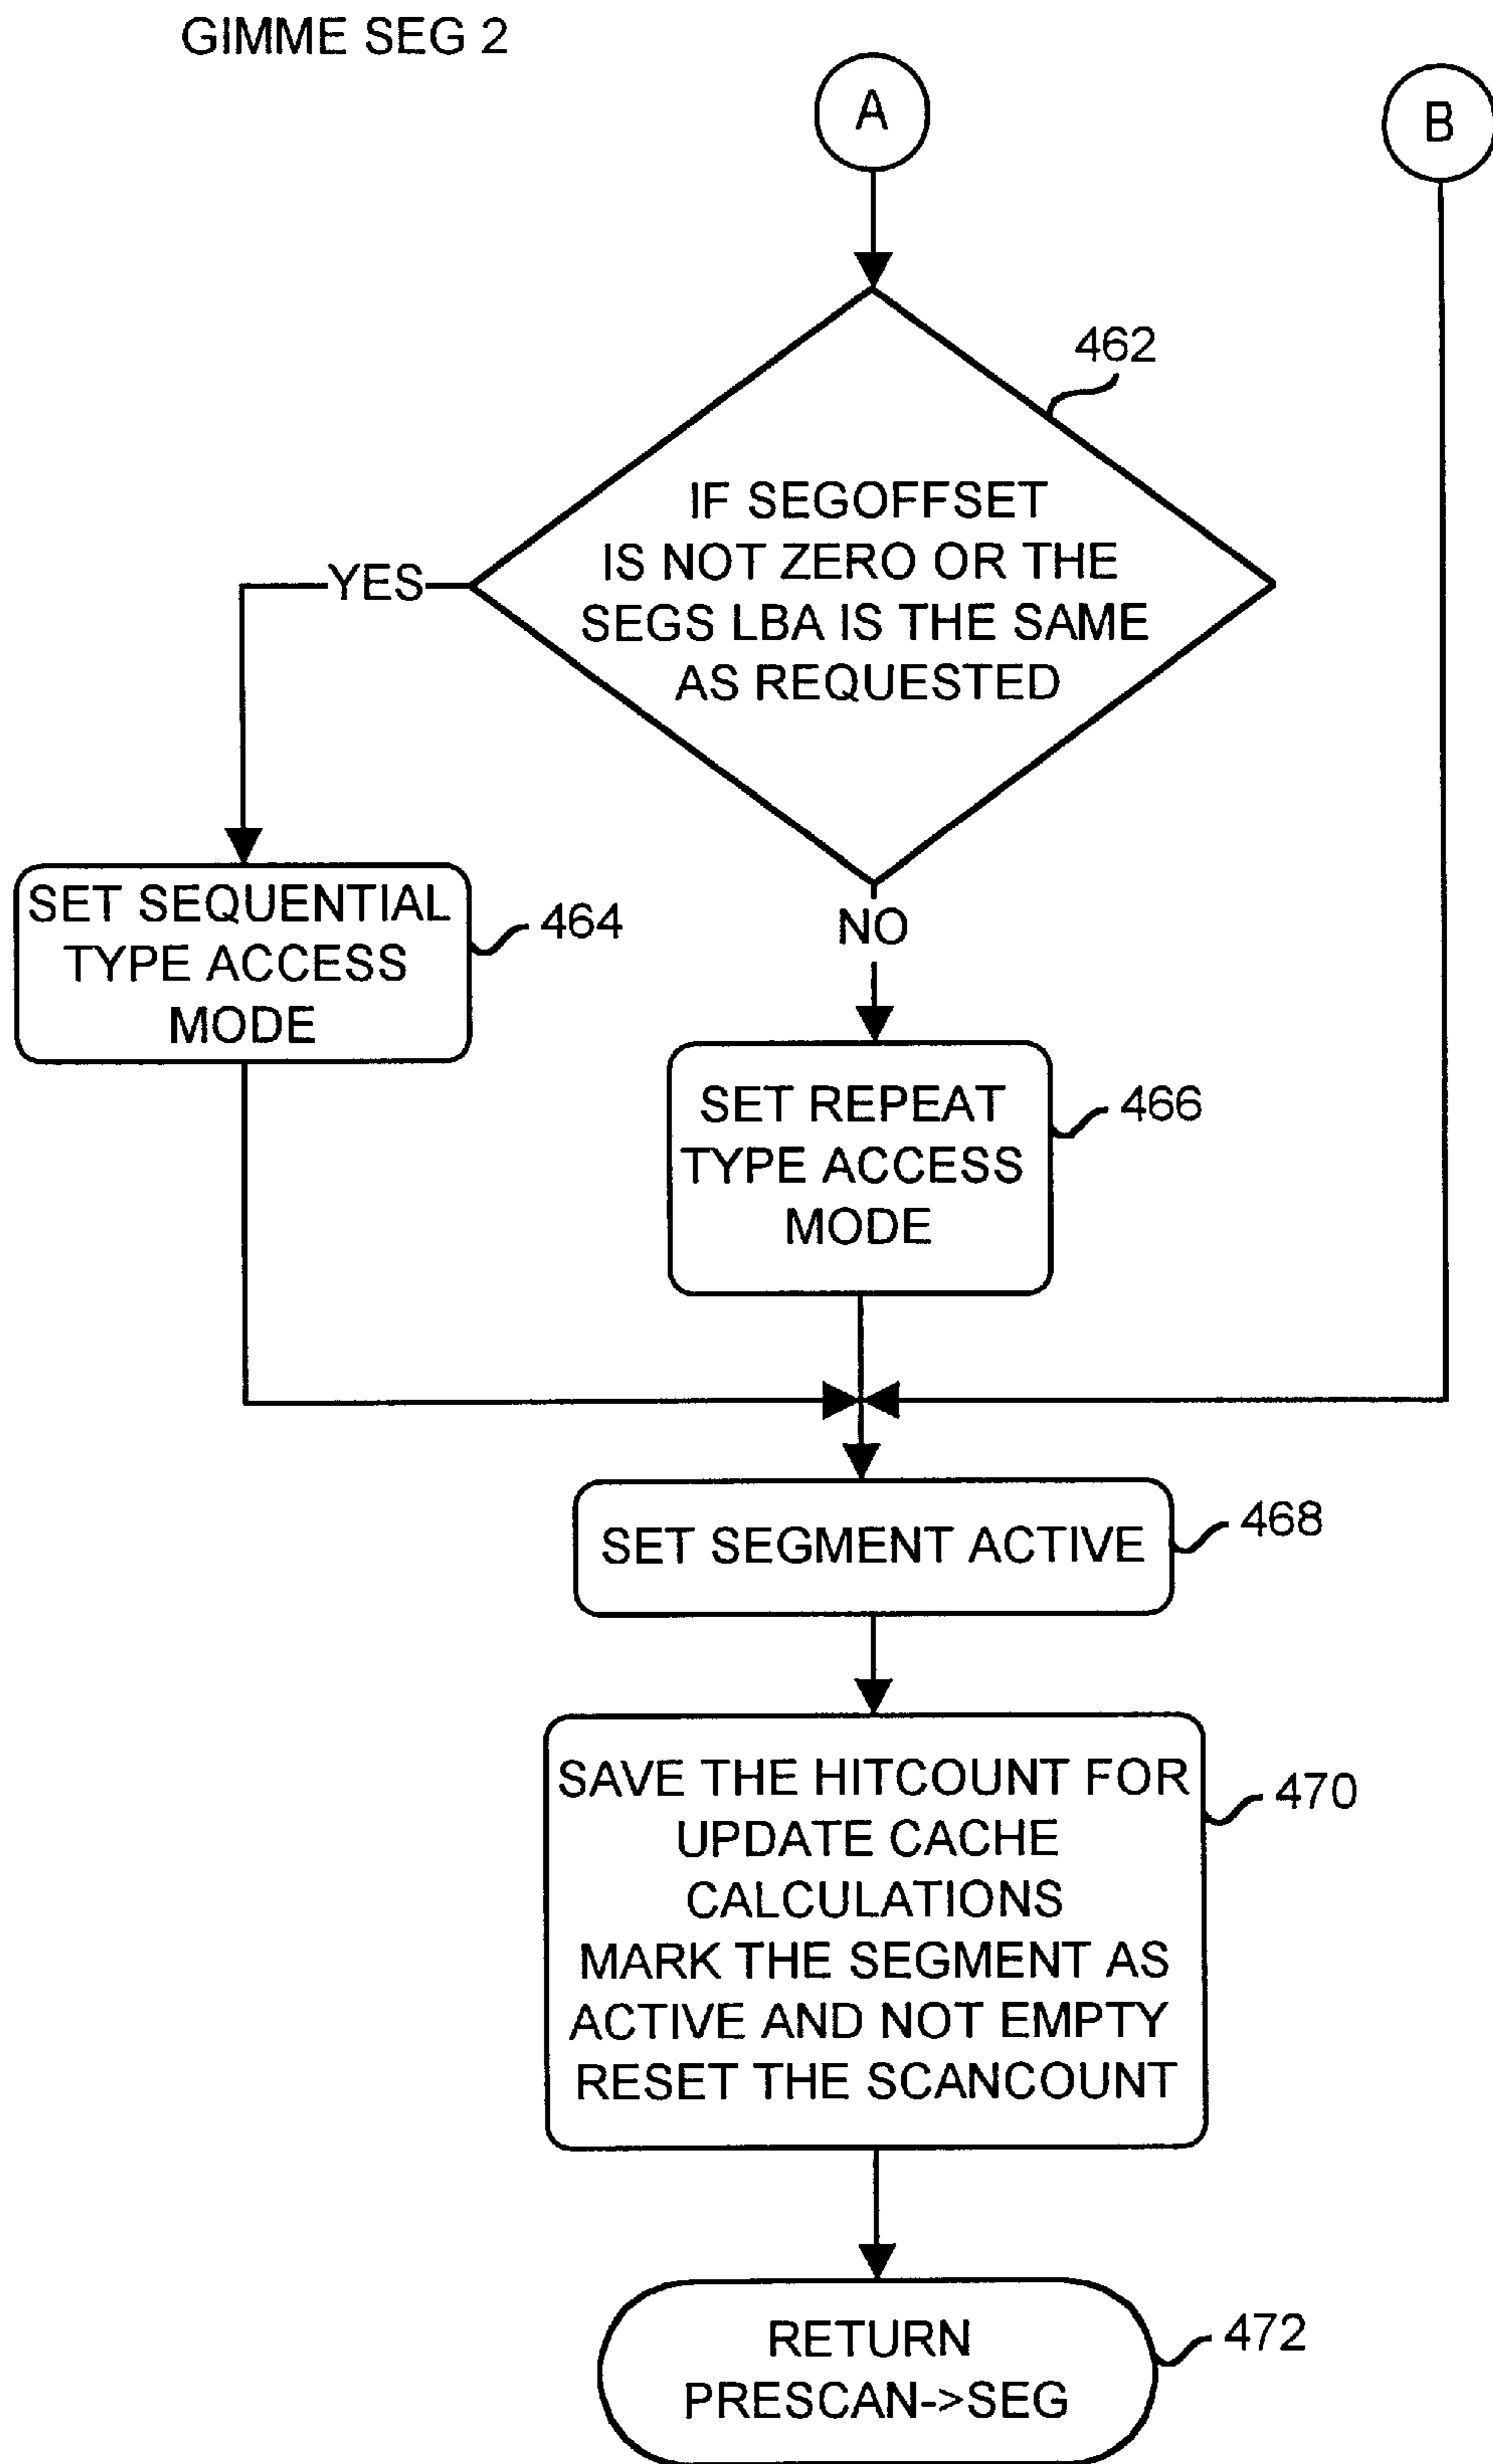 GIMME SEG 2
A
B
462
IF SEGOFFSET
IS NOT ZERO OR THE
SEGS LBA IS THE SAME
AS REQUESTED
YES
NO
SET SEQUENTIAL
TYPE ACCESS
MODE
464
SET REPEAT
TYPE ACCESS
MODE
466
SET SEGMENT ACTIVE
468
SAVE THE HITCOUNT FOR
UPDATE CACHE
CALCULATIONS
MARK THE SEGMENT AS
ACTIVE AND NOT EMPTY
RESET THE SCANCOUNT
470
RETURN
PRESCAN->SEG
472